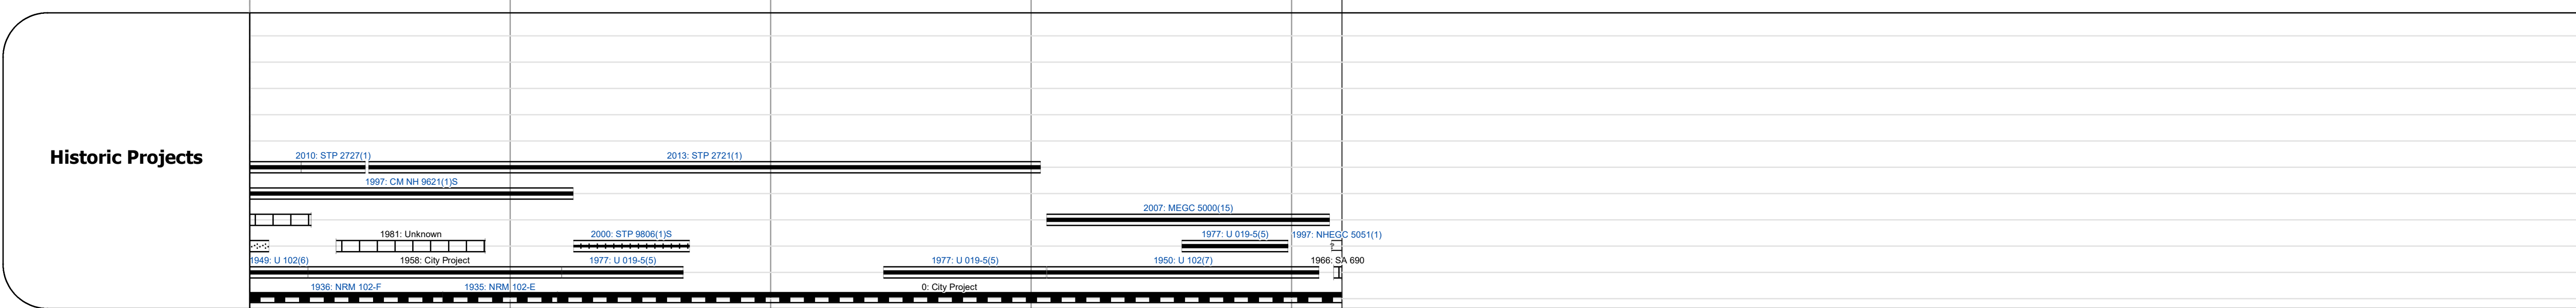 Historic Projects
2010: STP 2727(1)
2013: STP 2721(1)
1997: CM NH 9621(1)S
2007: MEGC 5000(15)
1981: Unknown
2000: STP 9806(1)S
1977: U 019-5(5)
1997: NHEGC 5051(1)
?
1949: U 102(6)
1958: City Project
1977: U 019-5(5)
1977: U 019-5(5)
1950: U 102(7)
1966: SA 690
1936: NRM 102-F
1935: NRM 102-E
0: City Project